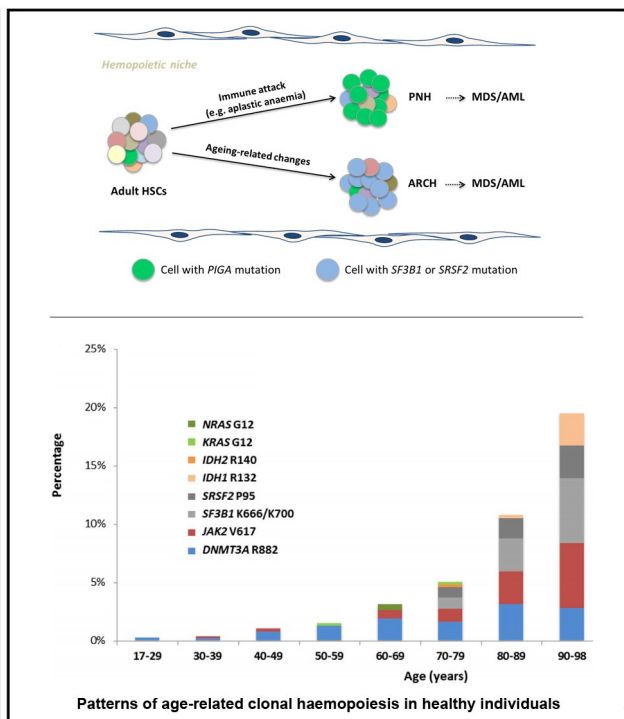 Hemopoietic niche
Immune attack
(e.g. aplastic anaemia)
PNH
MDS/AML
Ageing-related changes
Adult HSCs
ARCH
MDS/AML
Cell with PIGA mutation
Cell with SF3B1 or SRSF2 mutation
25%
20%
15%
10%
5%
0%
Percentage
NRAS G12
KRAS G12
IDH2 R140
IDH1 R132
SRSF2 P95
SF3B1 K666/K700
JAK2 V617
DNMT3A R882
17-29 30-39 40-49 50-59 60-69 70-79 80-89 90-98
Age (years)
Patterns of age-related clonal haemopoiesis in healthy individuals